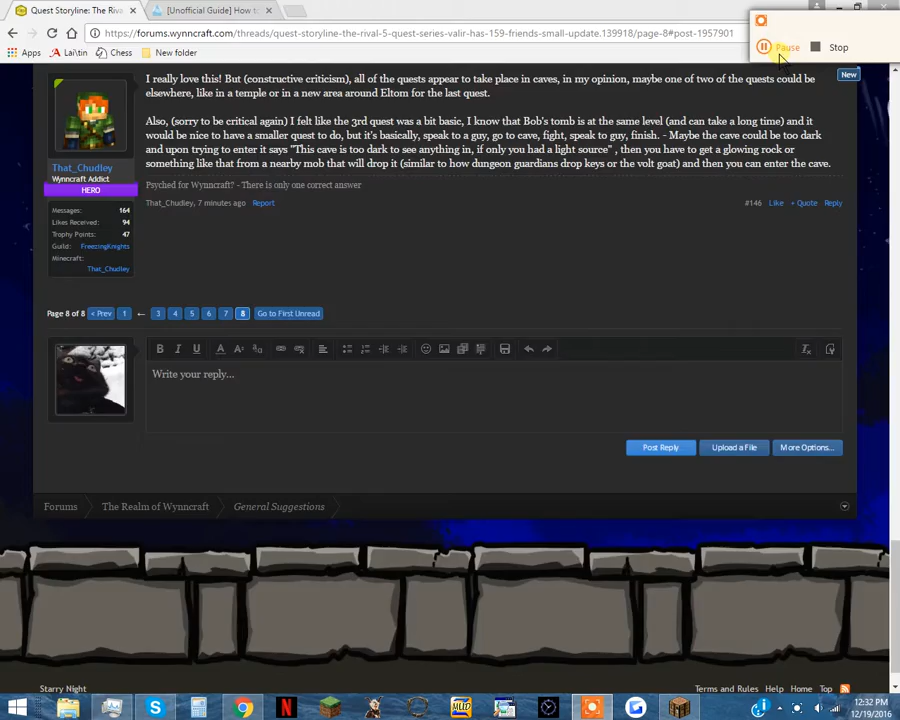 Quest Storyline: The Riva
[Unofficial Guide] How to
Pause
Stop
https://forums.wynncraft.com/threads/quest-storyline-the-rival-5-quest-series-valir-has-159-friends-small-update.139918/page-8#post-1957901
Apps
Lai\tin
Chess
New folder
New
I really love this! But (constructive criticism), all of the quests appear to take place in caves, in my opinion, maybe one of two of the quests could be
elsewhere, like in a temple or in a new area around Eltom for the last quest.
Also, (sorry to be critical again) I felt like the 3rd quest was a bit basic, I know that Bob's tomb is at the same level (and can take a long time) and it
would be nice to have a smaller quest to do, but it's basically, speak to a guy, go to cave, fight, speak to guy, finish. - Maybe the cave could be too dark
and upon trying to enter it says "This cave is too dark to see anything in, if only you had a light source" , then you have to get a glowing rock or
something like that from a nearby mob that will drop it (similar to how dungeon guardians drop keys or the volt goat) and then you can enter the cave.
That_Chudley
Wynncraft Addict
HERO
Messages: 164
Likes Received: 94
Trophy Points: 47
Guild: FreezingKnights
Minecraft:
That_Chudley
Psyched for Wynncraft? - There is only one correct answer
That_Chudley, 7 minutes ago Report
#146 Like + Quote Reply
Page 8 of 8 < Prev 1 ← 3 4 5 6 7 8 Go to First Unread
Write your reply...
Post Reply Upload a File More Options...
Forums The Realm of Wynncraft General Suggestions
Starry Night
Terms and Rules Help Home Top
12:32 PM
12/19/2016